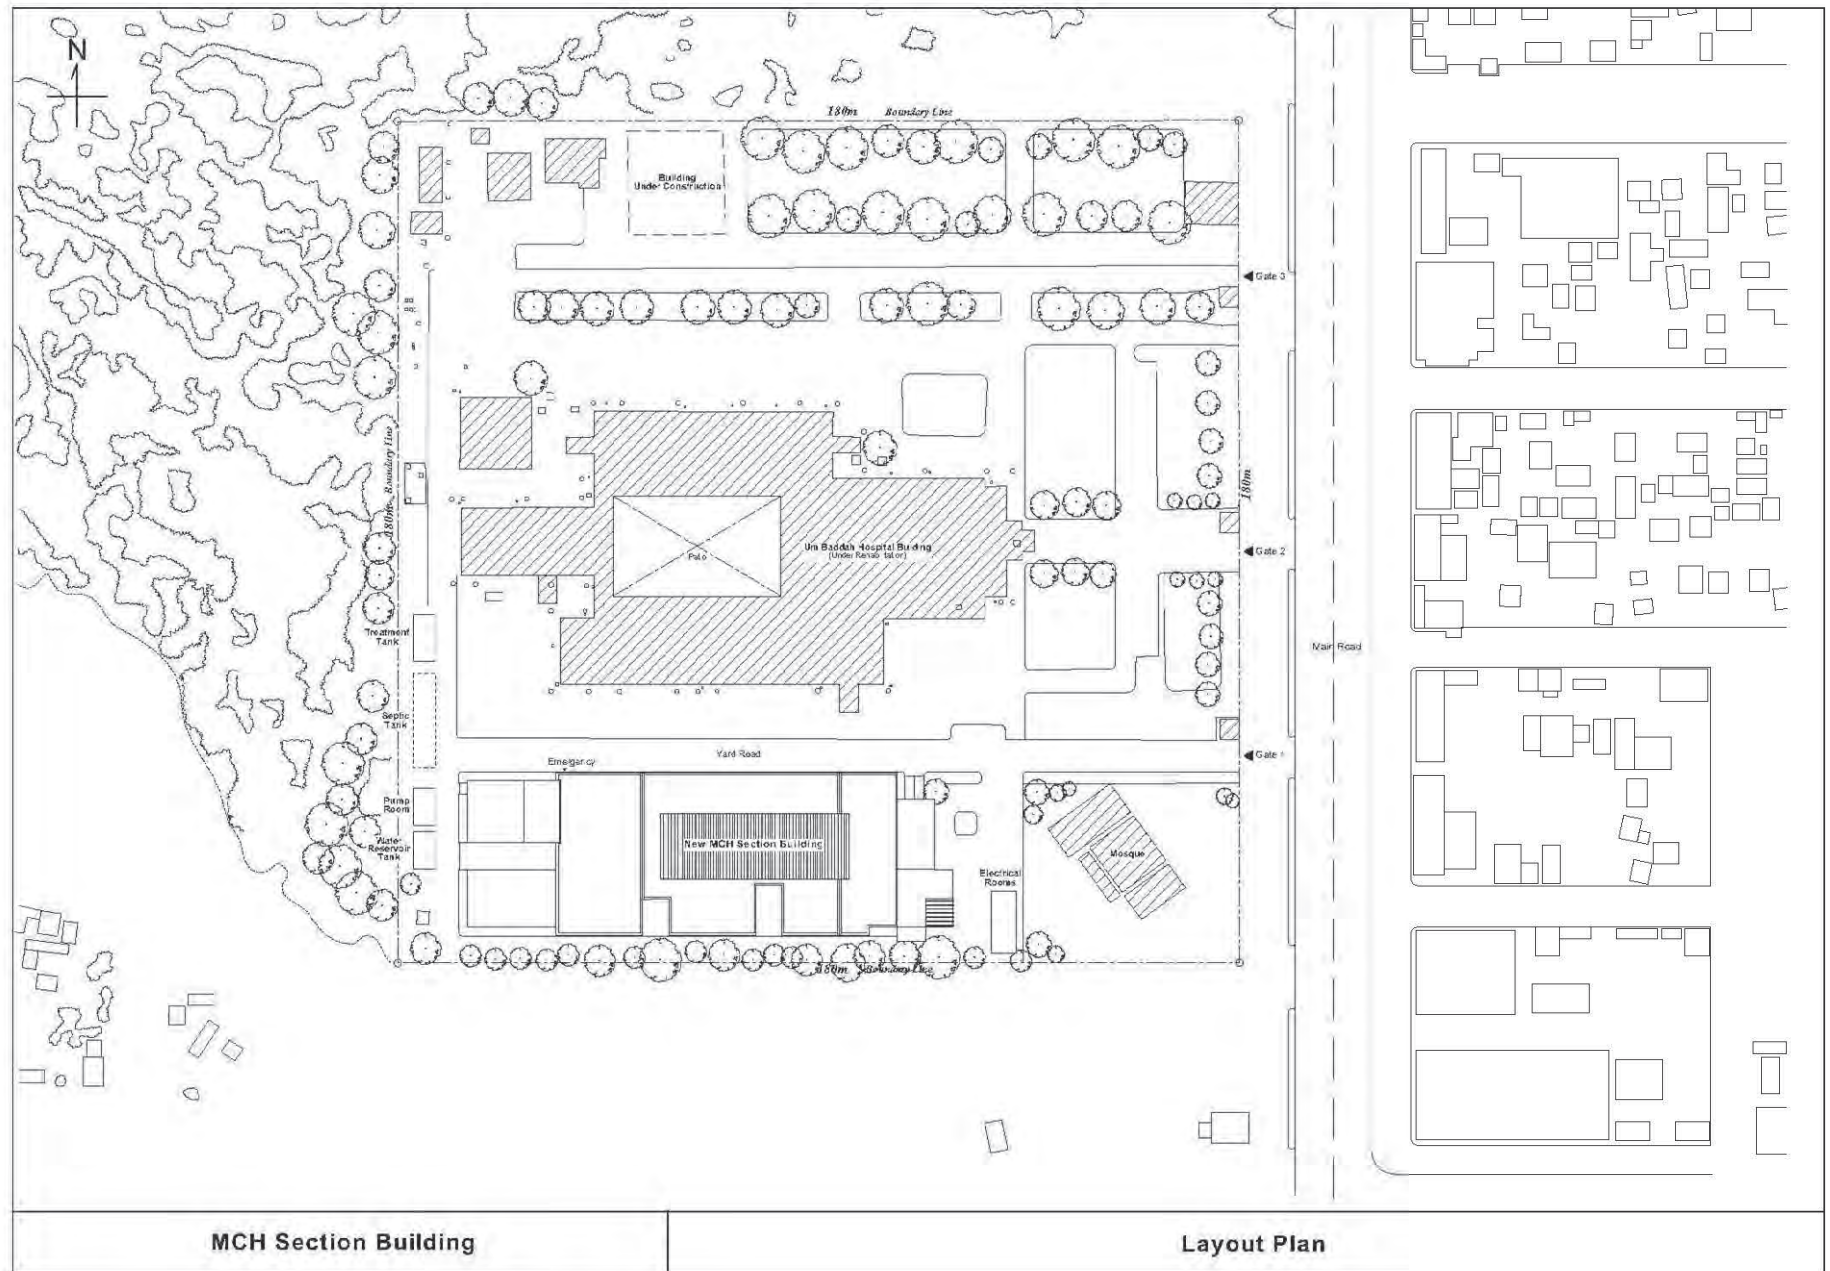 N
180m Boundary Line
Building
Under Construction
Gate 3
180m Boundary Line
180m
Um Baddah Hospital Building
(Under Rehabilitation)
Patio
Gate 2
Treatment
Tank
Main Road
Septic
Tank
Yard Road
Gate 1
Emergency
Pump
Room
Water
Reservoir
Tank
New MCH Section Building
Mosque
Electrical
Rooms
180m Boundary Line
MCH Section Building
Layout Plan